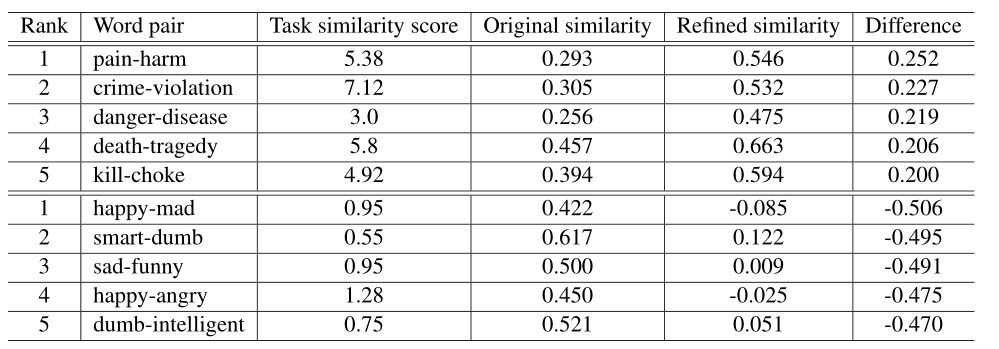 Rank Word pair Task similarity score Original similarity Refined similarity Difference
1 pain-harm 5.38 0.293 0.546 0.252
2 crime-violation 7.12 0.305 0.532 0.227
3 danger-disease 3.0 0.256 0.475 0.219
4 death-tragedy 5.8 0.457 0.663 0.206
5 kill-choke 4.92 0.394 0.594 0.200
1 happy-mad 0.95 0.422 -0.085 -0.506
2 smart-dumb 0.55 0.617 0.122 -0.495
3 sad-funny 0.95 0.500 0.009 -0.491
4 happy-angry 1.28 0.450 -0.025 -0.475
5 dumb-intelligent 0.75 0.521 0.051 -0.470